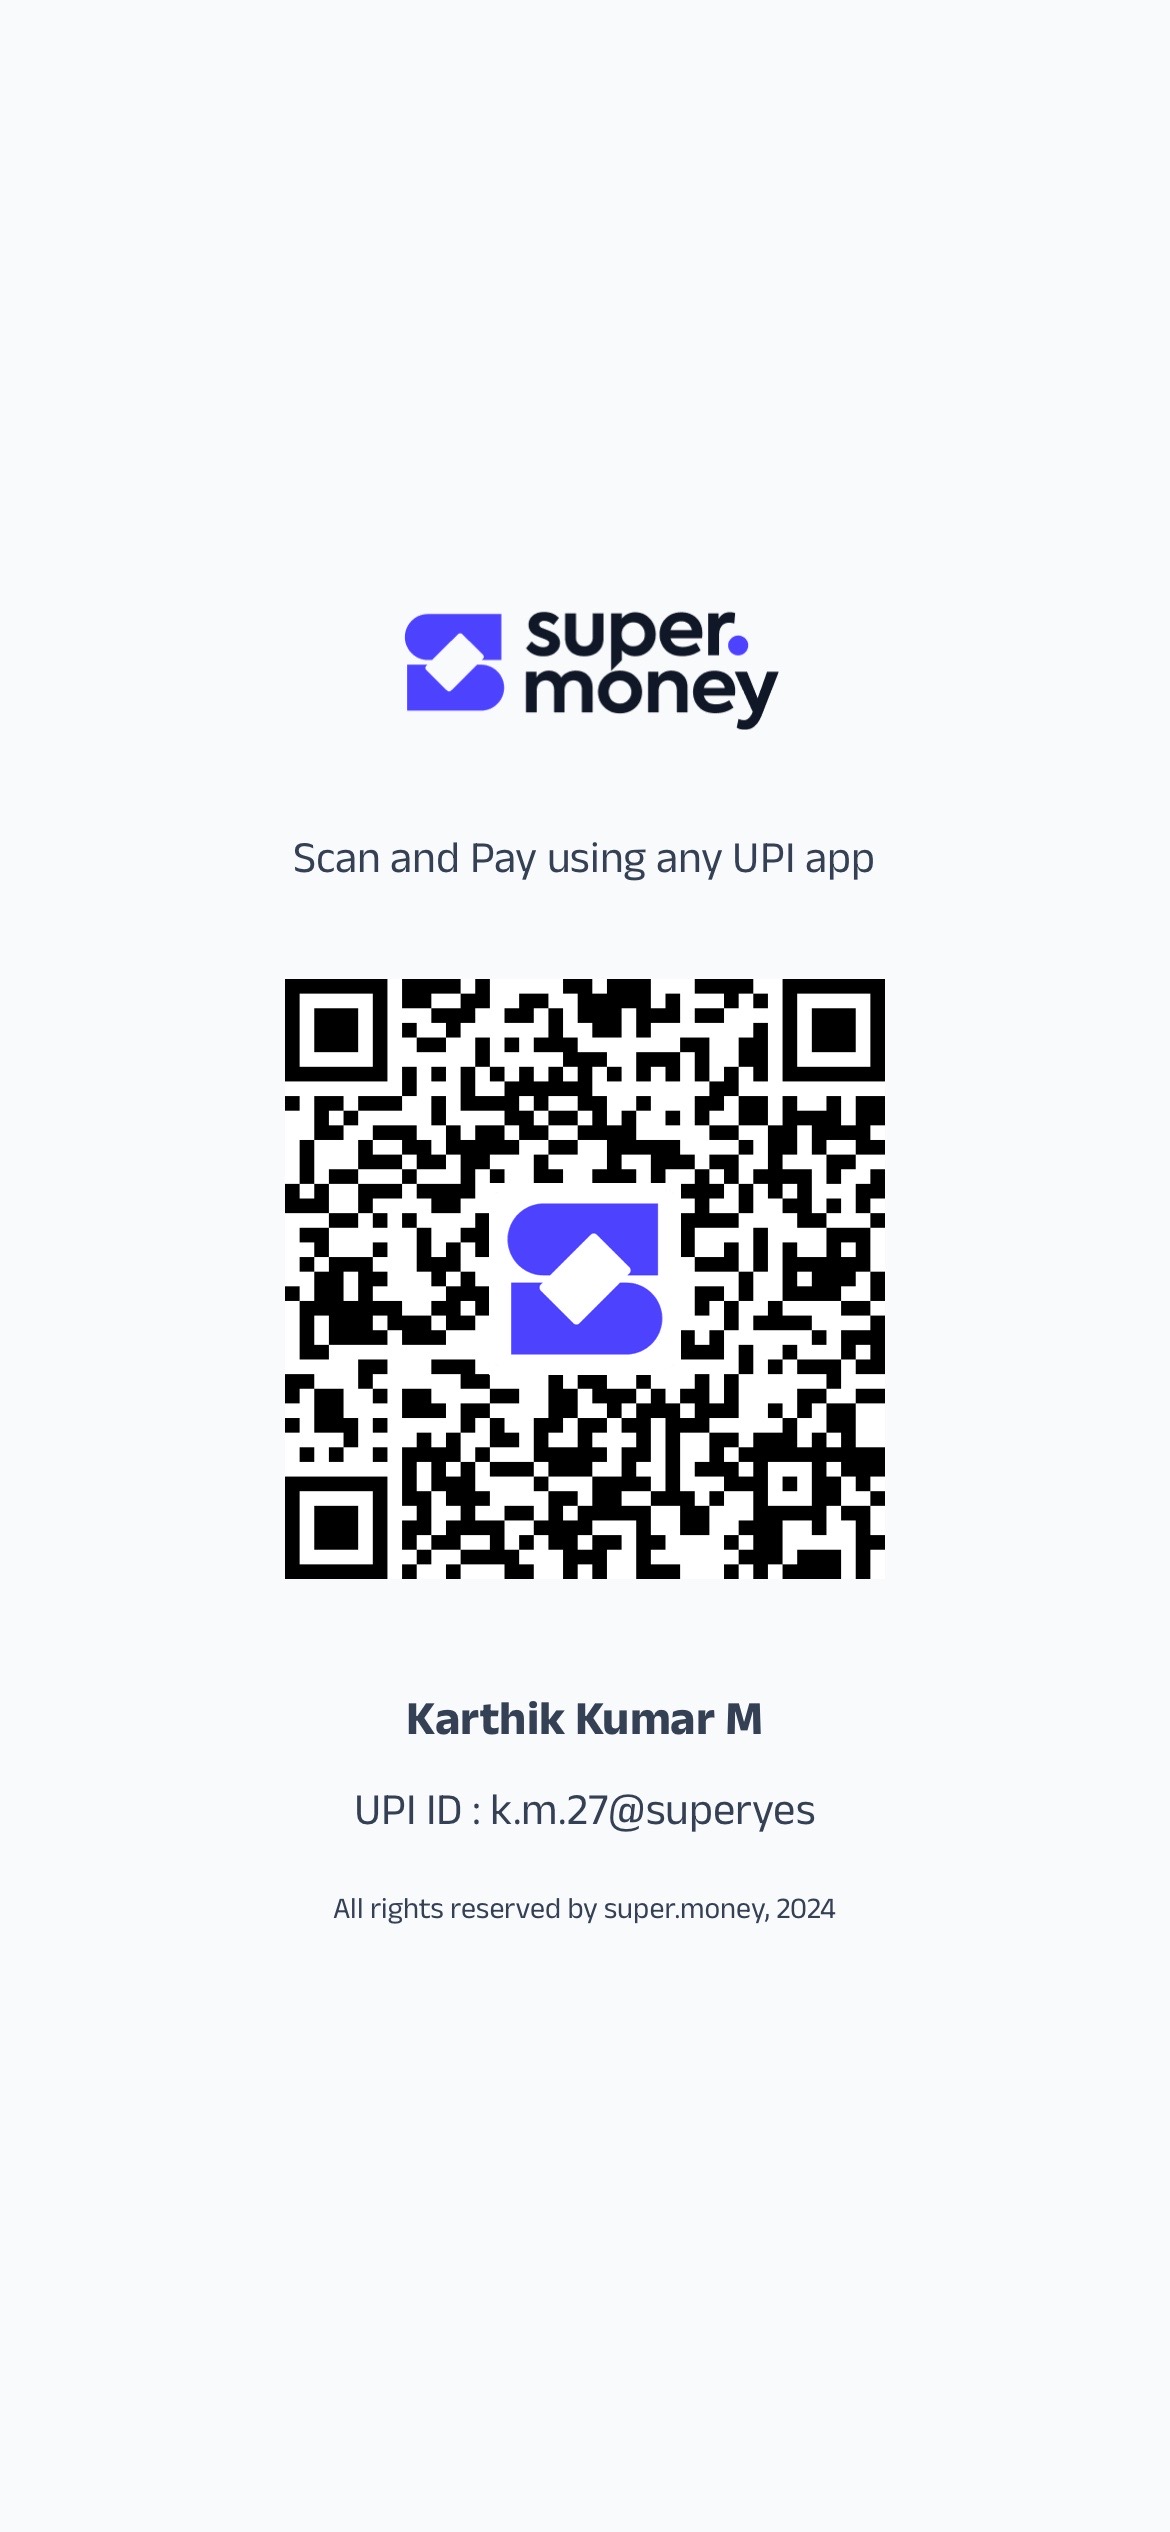 super.
money
Scan and Pay using any UPI app
Karthik Kumar M
UPI ID : k.m.27@superyes
All rights reserved by super.money, 2024